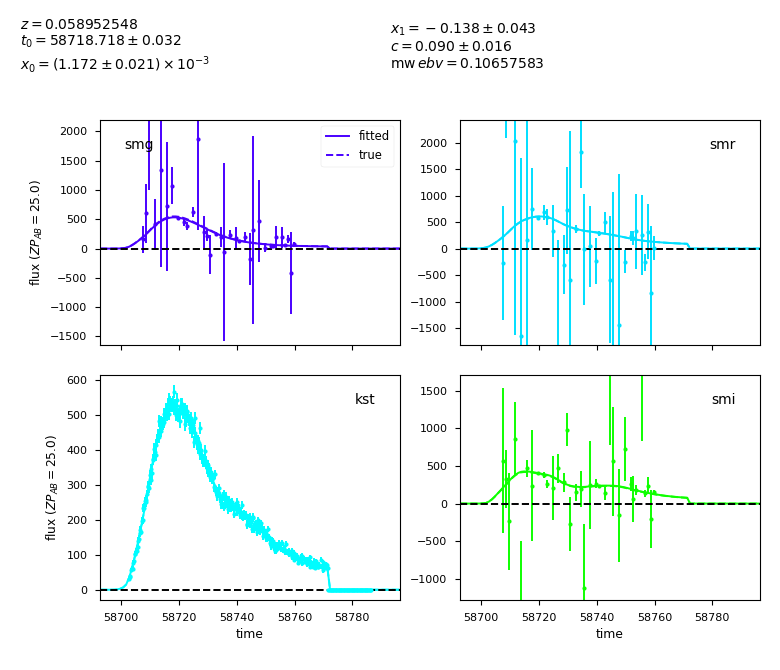 z = 0.058952548
t₀ = 58718.718 ± 0.032
x₀ = (1.172 ± 0.021) × 10⁻³
x₁ = −0.138 ± 0.043
c = 0.090 ± 0.016
mwebv = 0.10657583
smg
fitted
true
2000
1500
1000
500
0
−500
−1000
−1500
flux (ZP_AB = 25.0)
smr
2000
1500
1000
500
0
−500
−1000
−1500
kst
600
500
400
300
200
100
0
flux (ZP_AB = 25.0)
58700 58720 58740 58760 58780
time
smi
1500
1000
500
0
−500
−1000
58700 58720 58740 58760 58780
time